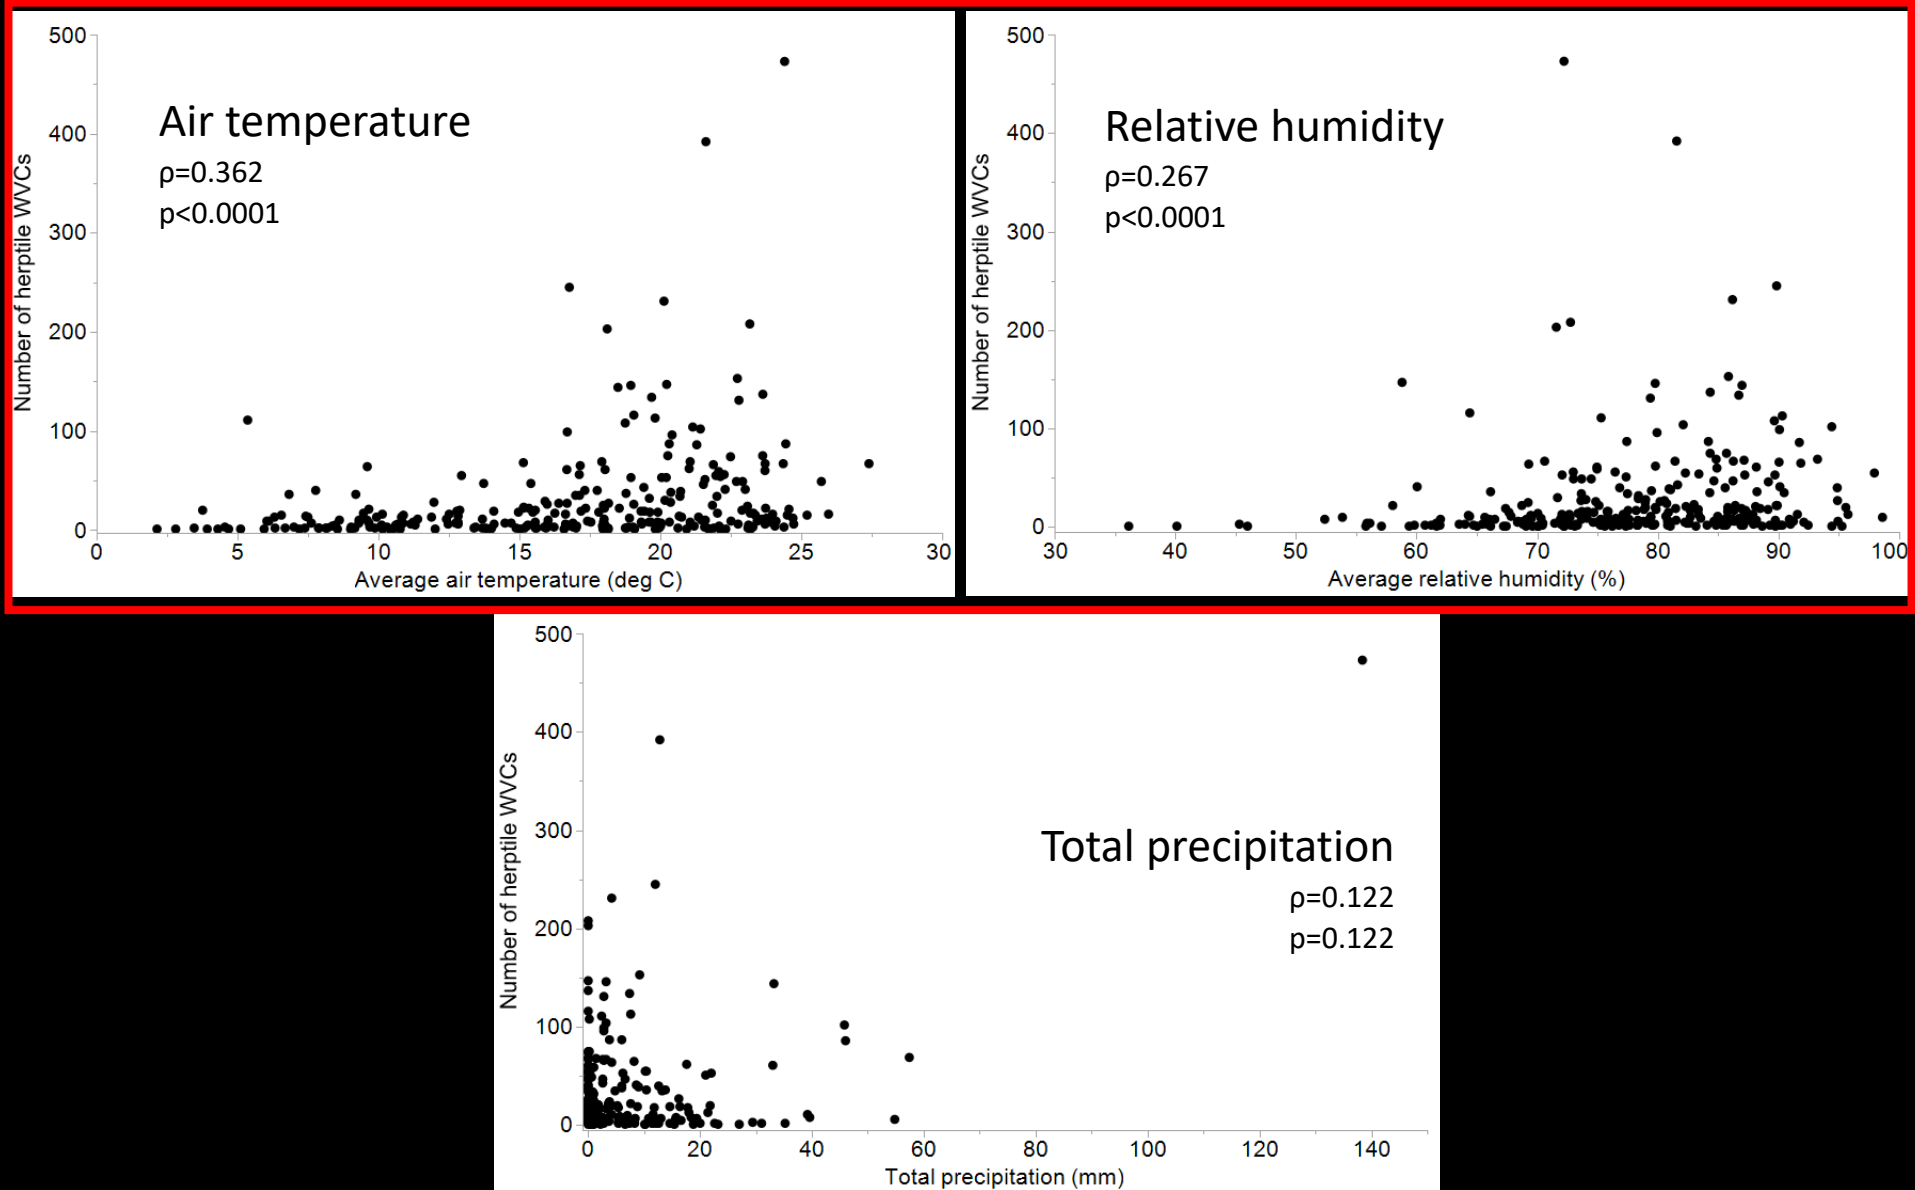 500
400
300
200
100
0
Number of herptile WVCs
Air temperature
ρ=0.362
p<0.0001
0 5 10 15 20 25 30
Average air temperature (deg C)
500
400
300
200
100
0
Number of herptile WVCs
Relative humidity
ρ=0.267
p<0.0001
30 40 50 60 70 80 90 100
Average relative humidity (%)
500
400
300
200
100
0
Number of herptile WVCs
Total precipitation
ρ=0.122
p=0.122
0 20 40 60 80 100 120 140
Total precipitation (mm)